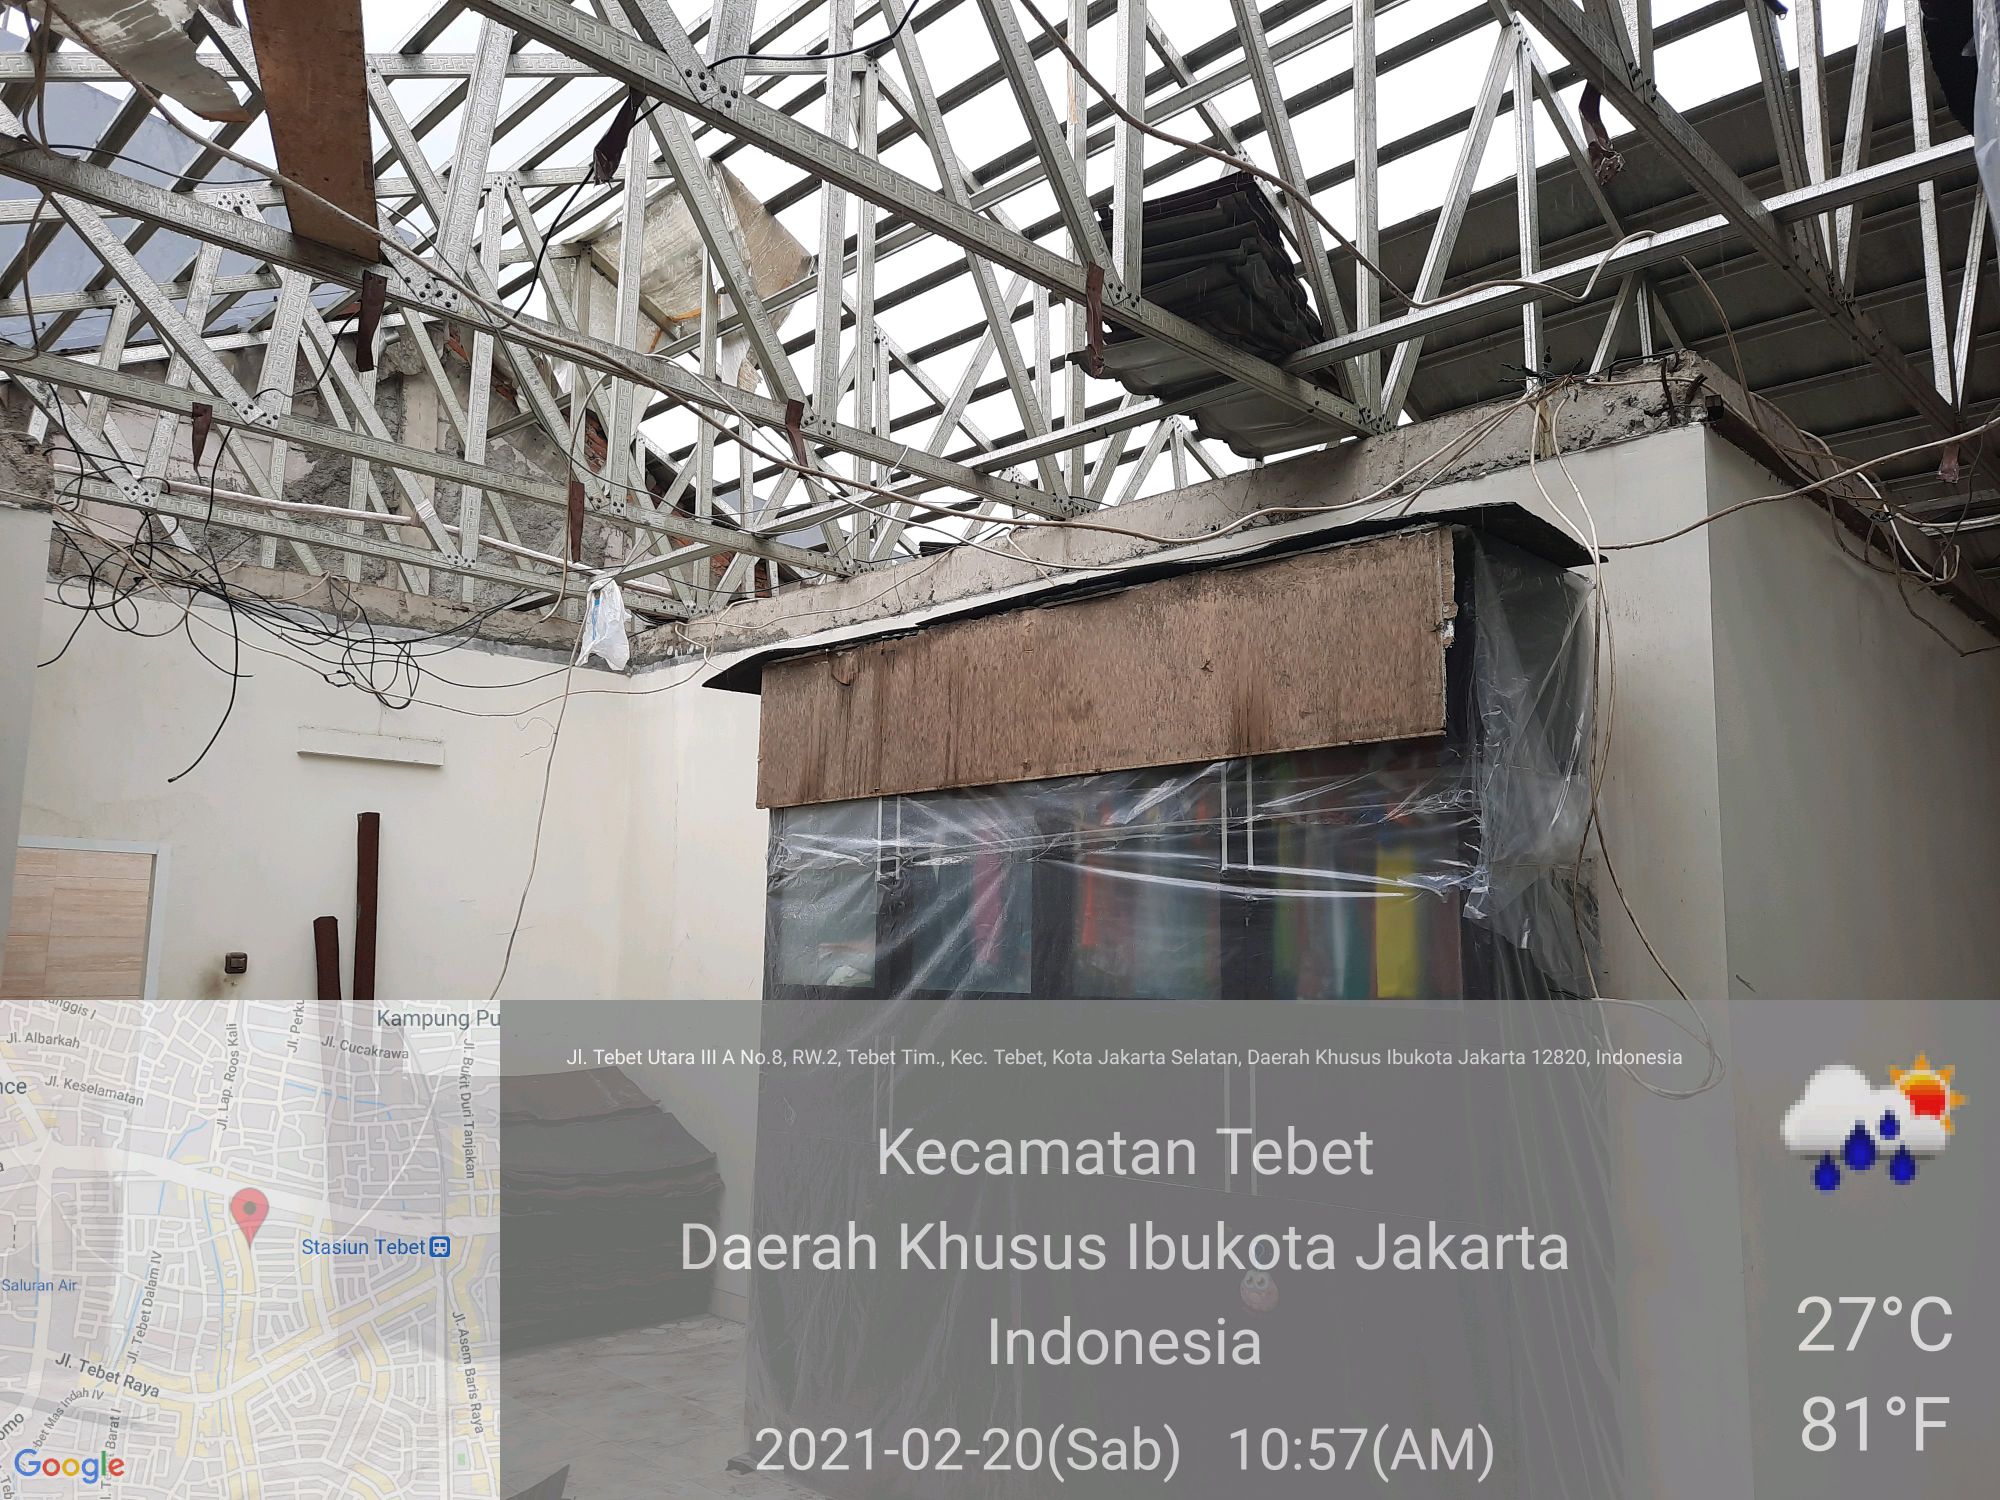 Jl. Tebet Utara III A No.8, RW.2, Tebet Tim., Kec. Tebet, Kota Jakarta Selatan, Daerah Khusus Ibukota Jakarta 12820, Indonesia
Kecamatan Tebet
Daerah Khusus Ibukota Jakarta
Indonesia
2021-02-20(Sab) 10:57(AM)
27°C
81°F
Kampung Pu
Jl. Albarkah
Jl. Cucakrawa
Jl. Keselamatan
Jl. Lap. Roos Kali
Jl. Perku
Jl. Bukit Duri Tanjakan
Stasiun Tebet
Saluran Air
Jl. Tebet Dalam IV
Jl. Tebet Raya
Jl. Asem Baris Raya
Google